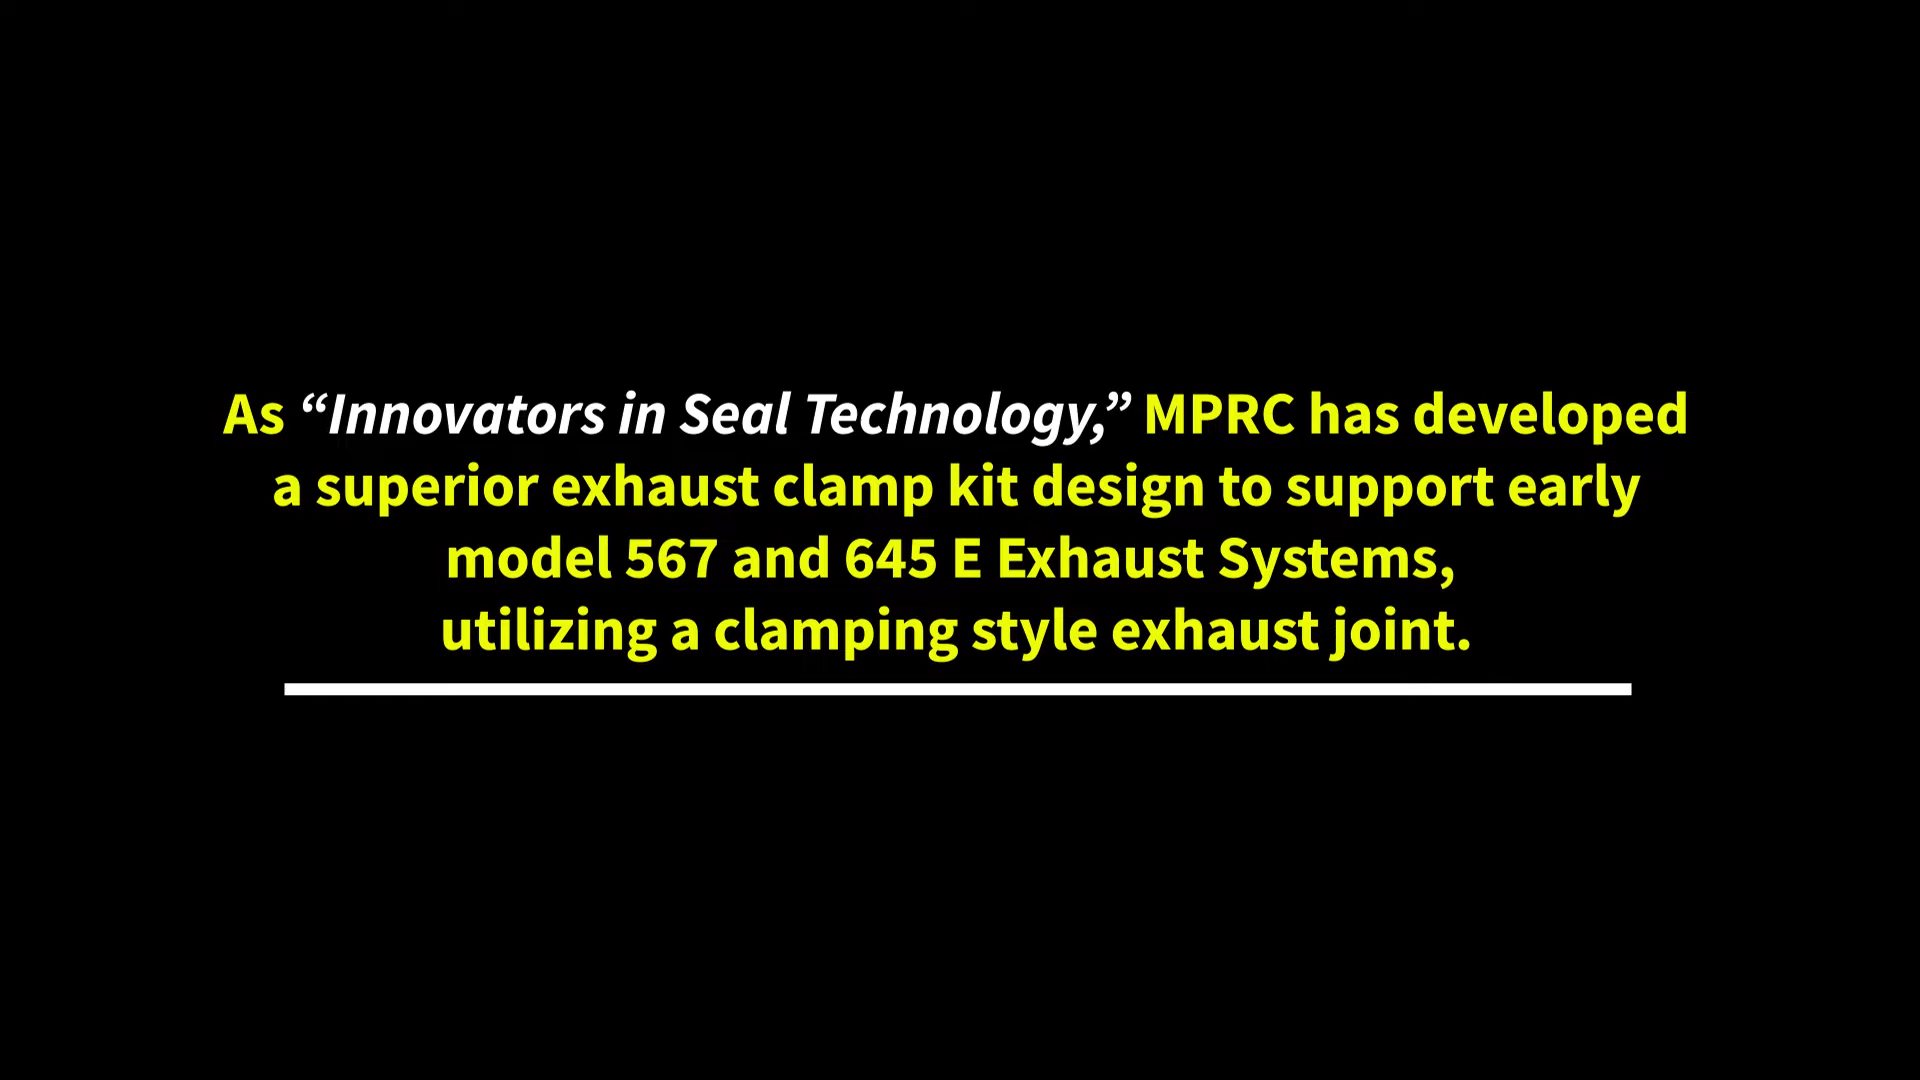 As “Innovators in Seal Technology,” MPRC has developed
a superior exhaust clamp kit design to support early
model 567 and 645 E Exhaust Systems,
utilizing a clamping style exhaust joint.